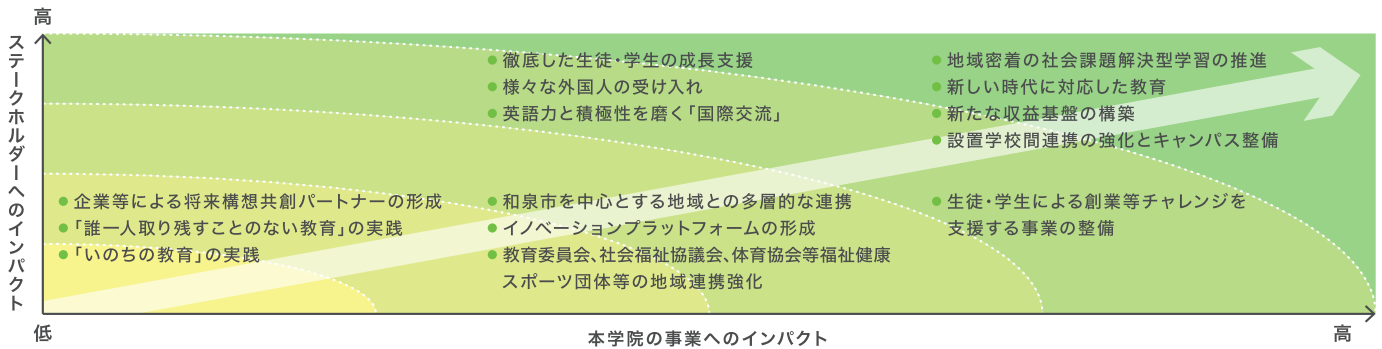 高
ステークホルダーへのインパクト
●徹底した生徒・学生の成長支援
●様々な外国人の受け入れ
●英語力と積極性を磨く「国際交流」
●地域密着の社会課題解決型学習の推進
●新しい時代に対応した教育
●新たな収益基盤の構築
●設置学校間連携の強化とキャンパス整備
●企業等による将来構想共創パートナーの形成
●「誰一人取り残すことのない教育」の実践
●「いのちの教育」の実践
●和泉市を中心とする地域との多層的な連携
●イノベーションプラットフォームの形成
●教育委員会、社会福祉協議会、体育協会等福祉健康
スポーツ団体等の地域連携強化
●生徒・学生による創業等チャレンジを
支援する事業の整備
低
本学院の事業へのインパクト
高